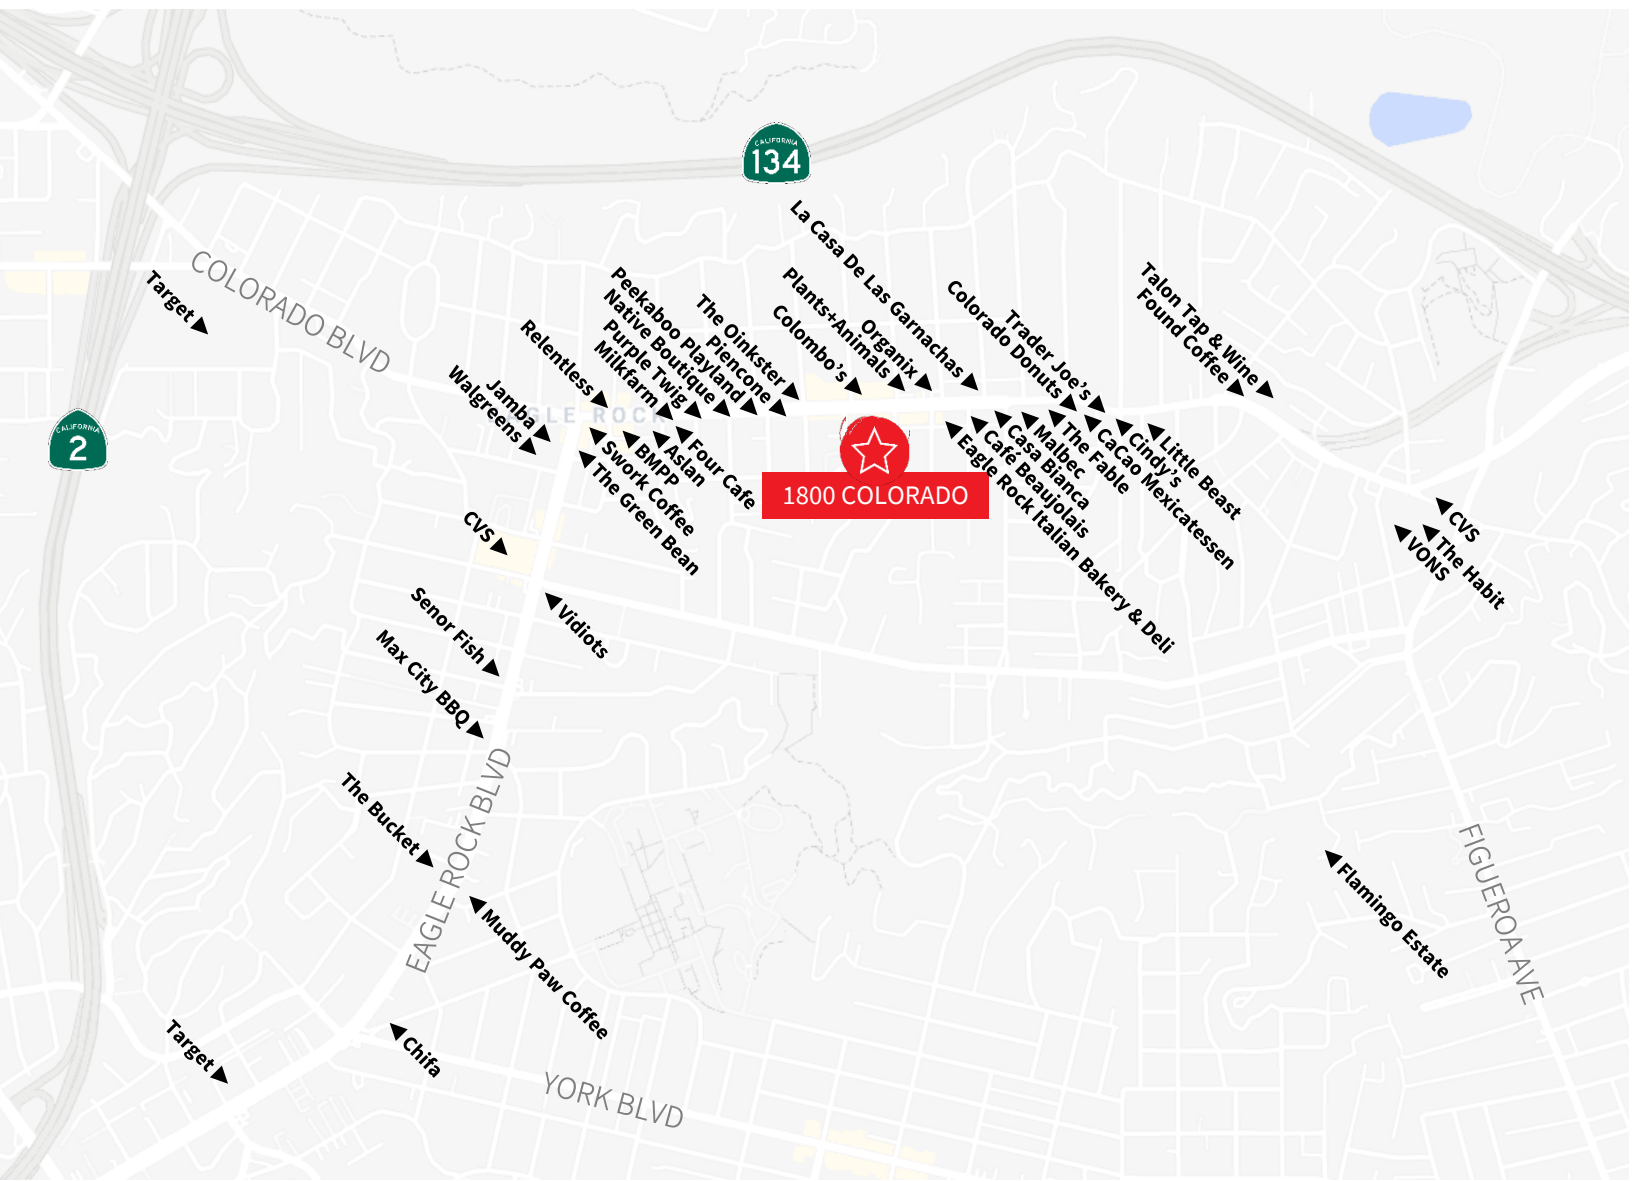 CALIFORNIA
134
La Casa De Las Garnachas
COLORADO BLVD
Target
Peekaboo Playland
Native Boutique
Purple Twig
Milkfarm
The Oinkster
Piencone
Relentless
Plants+Animals
Colombo's
Organix
Colorado Donuts
Trader Joe's
Talon Tap & Wine
Found Coffee
Jamba
Walgreens
EAGLE ROCK
CALIFORNIA
2
Four Cafe
Aslan
BMPP
Swork Coffee
The Green Bean
1800 COLORADO
Little Beast
Cindy's
CaCao Mexicatessen
The Fable
Malbec
Casa Bianca
Café Beaujolais
Eagle Rock Italian Bakery & Deli
CVS
CVS
The Habit
VONS
Senor Fish
Vidiots
Max City BBQ
The Bucket
EAGLE ROCK BLVD
Muddy Paw Coffee
FIGUEROA AVE
Flamingo Estate
Target
Chifa
YORK BLVD